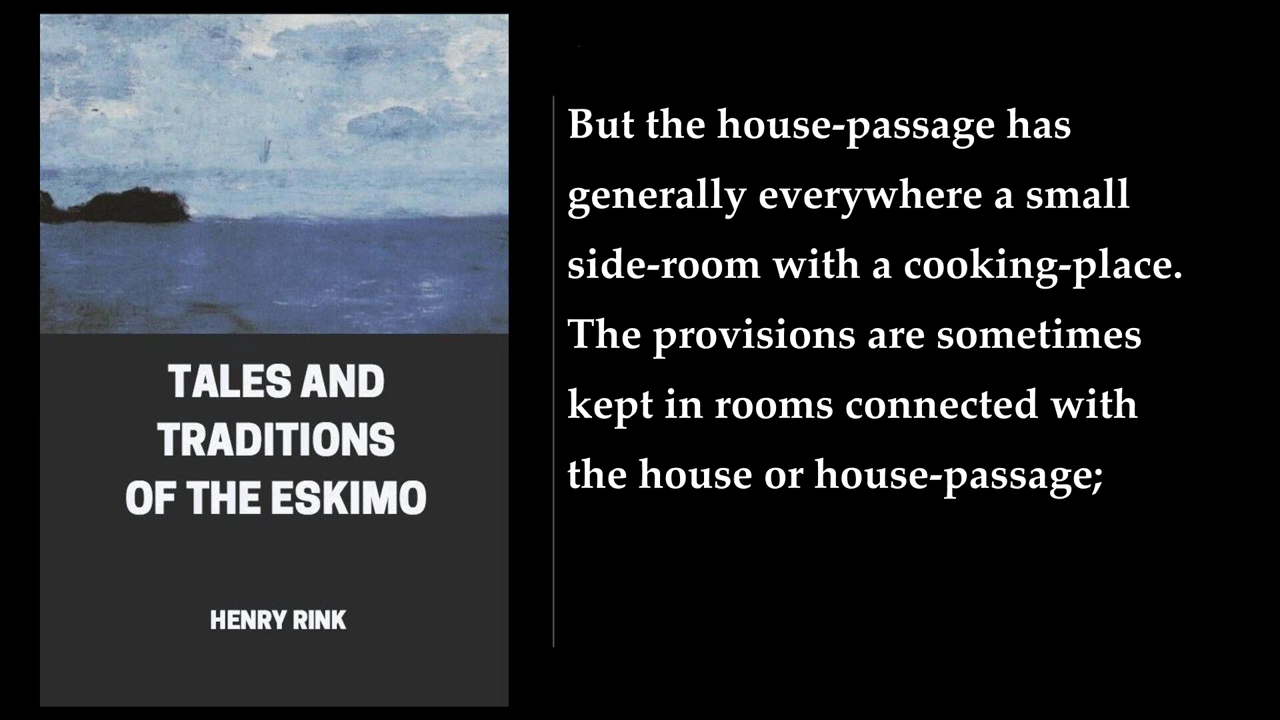 TALES AND
TRADITIONS
OF THE ESKIMO
HENRY RINK
But the house-passage has
generally everywhere a small
side-room with a cooking-place.
The provisions are sometimes
kept in rooms connected with
the house or house-passage;